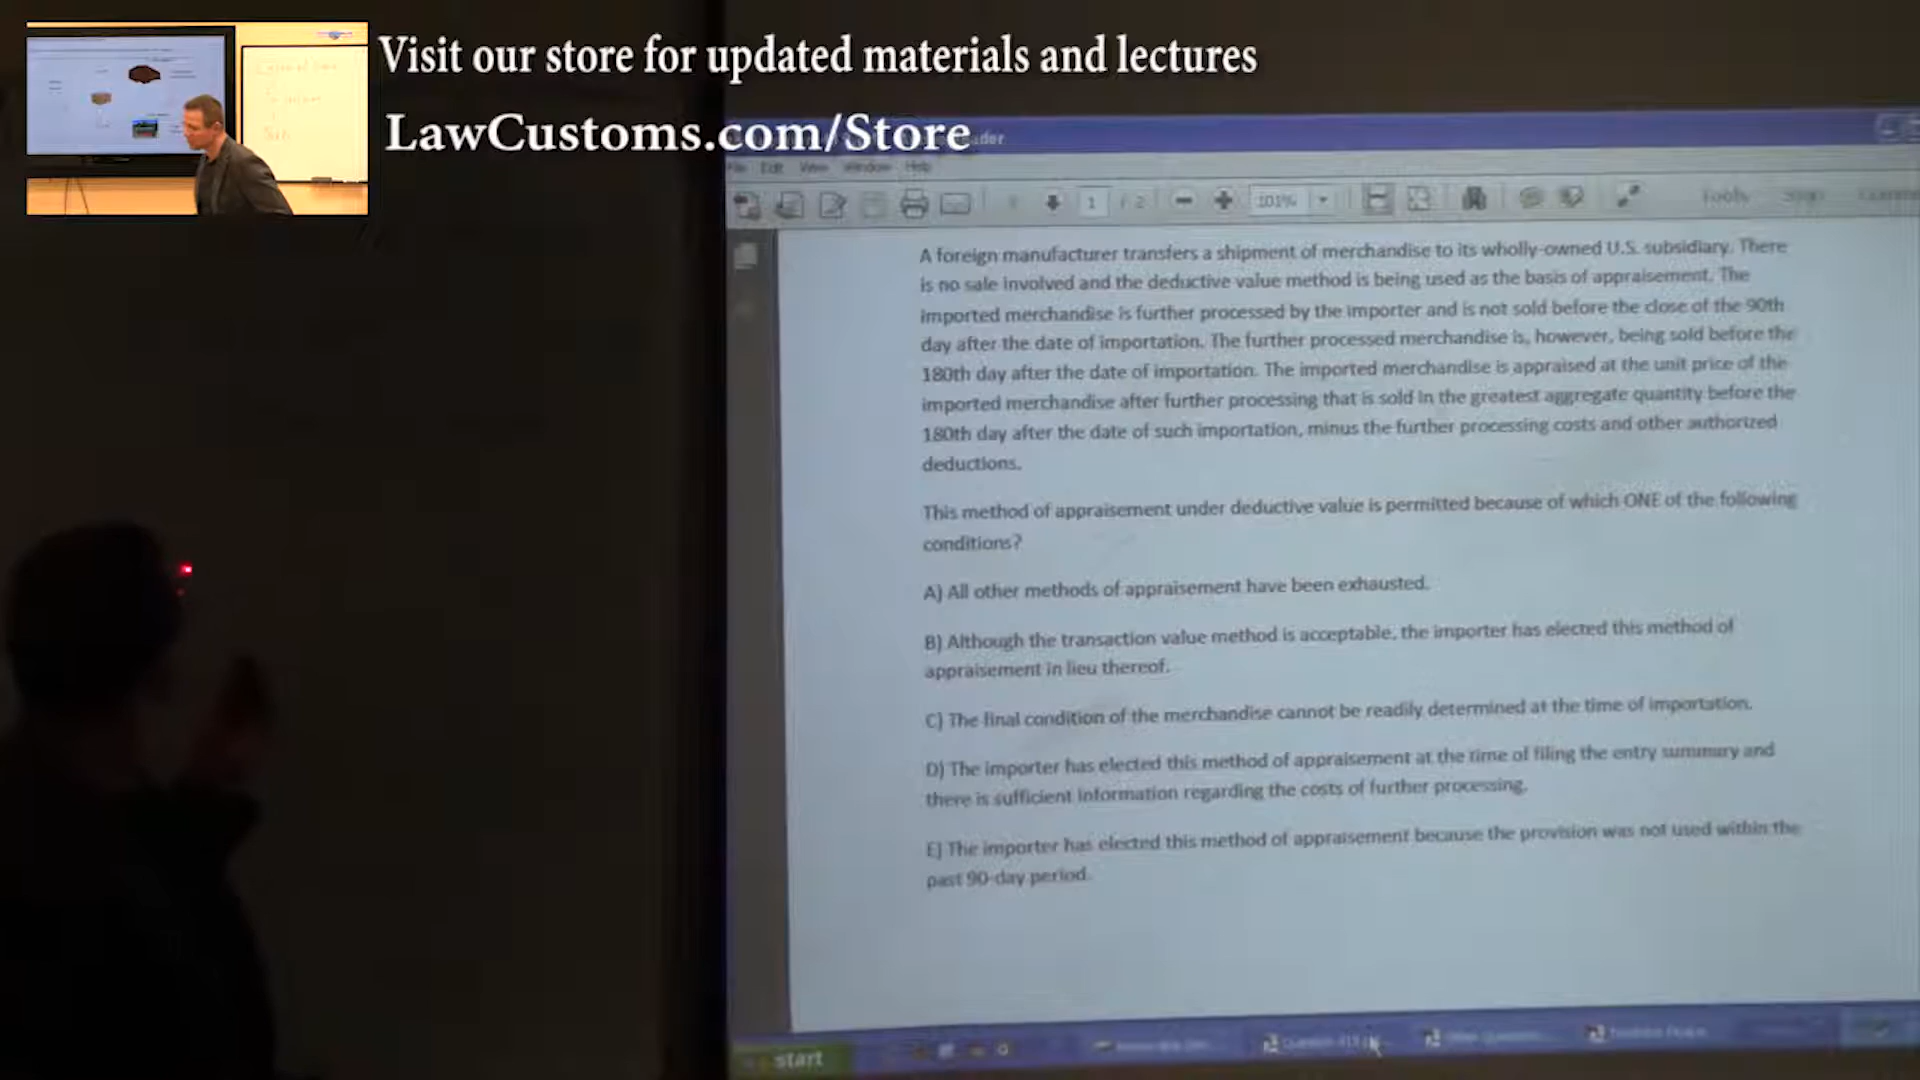 Visit our store for updated materials and lectures
LawCustoms.com/Store
Edit View Window Help
1 / 2 101% Tools
A foreign manufacturer transfers a shipment of merchandise to its wholly-owned U.S. subsidiary. There
is no sale involved and the deductive value method is being used as the basis of appraisement. The
imported merchandise is further processed by the importer and is not sold before the close of the 90th
day after the date of importation. The further processed merchandise is, however, being sold before the
180th day after the date of importation. The imported merchandise is appraised at the unit price of the
imported merchandise after further processing that is sold in the greatest aggregate quantity before the
180th day after the date of such importation, minus the further processing costs and other authorized
deductions.
This method of appraisement under deductive value is permitted because of which ONE of the following
conditions?
A) All other methods of appraisement have been exhausted.
B) Although the transaction value method is acceptable, the importer has elected this method of
appraisement in lieu thereof.
C) The final condition of the merchandise cannot be readily determined at the time of importation.
D) The importer has elected this method of appraisement at the time of filing the entry summary and
there is sufficient information regarding the costs of further processing.
E) The importer has elected this method of appraisement because the provision was not used within the
past 90-day period.
start